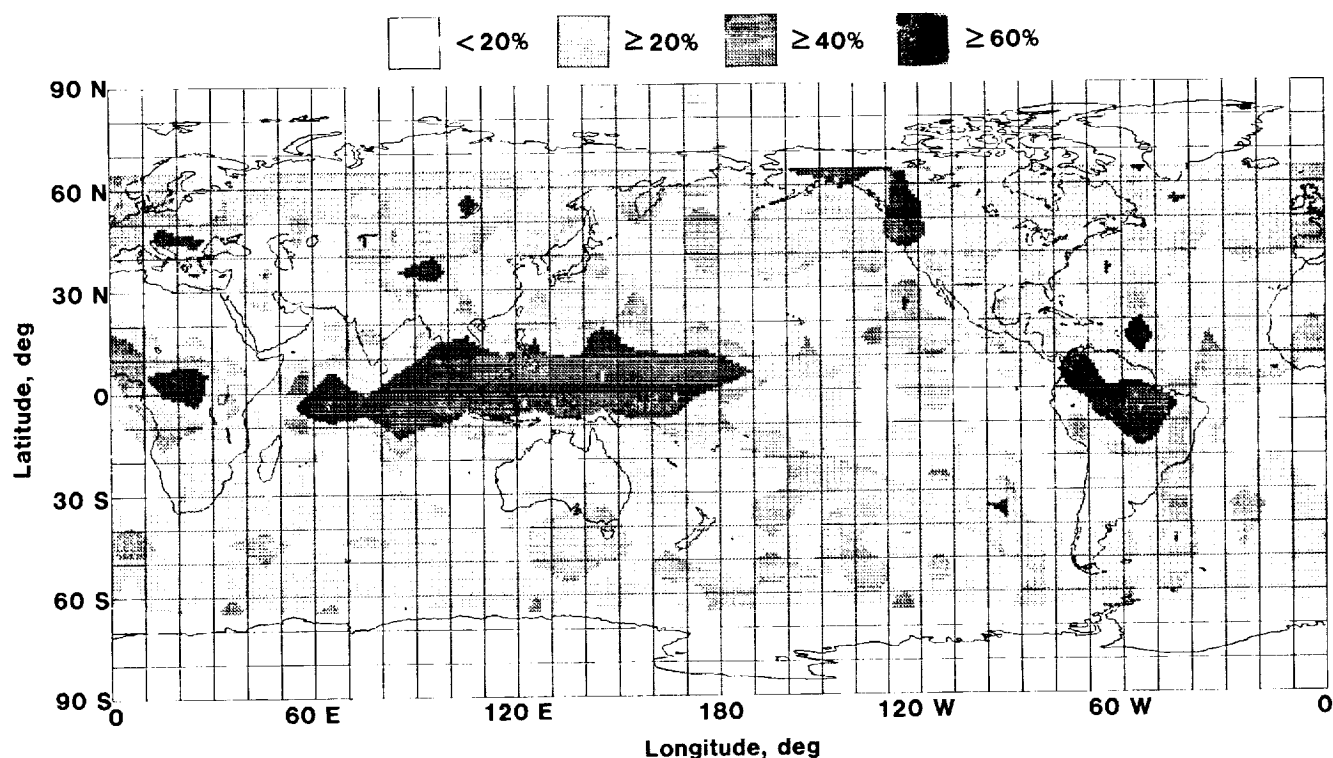 <20% ≥20% ≥40% ≥60%
90 N
60 N
30 N
0
30 S
60 S
90 S
Latitude, deg
0 60 E 120 E 180 120 W 60 W 0
Longitude, deg